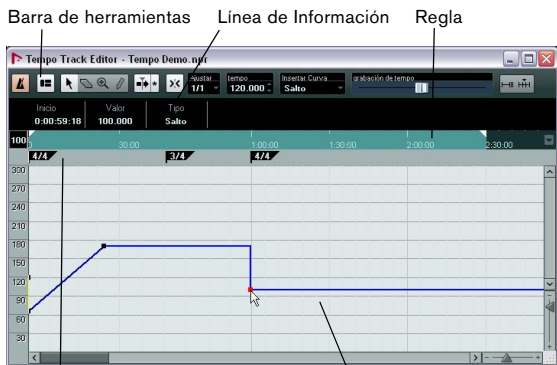 Barra de herramientas Línea de Información Regla
Tempo Track Editor - Tempo Demo.npr
Ajustar tempo Insertar Curva grabación de tempo
1/1 120.000 Salto
Inicio Valor Tipo
0:00:59:18 100.000 Salto
100 30:00 1:00:00 1:30:00 2:00:00 2:30:00
4/4 3/4 4/4
300
270
240
210
180
150
120
90
60
30